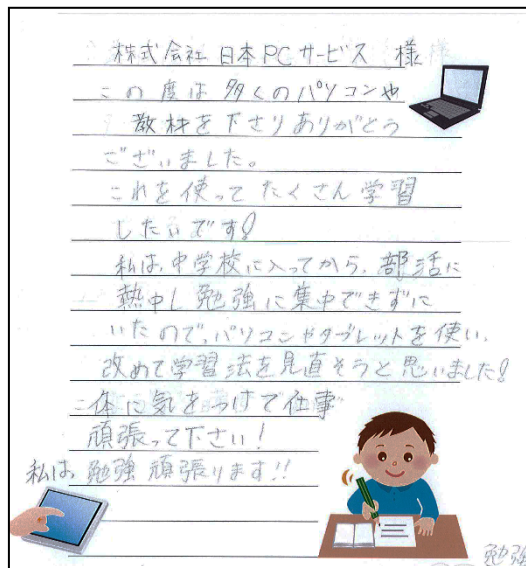 株式会社 日本PCサービス 様
この度は多くのパソコンや
教材を下さりありがとう
ございました。
これを使ってたくさん学習
したいです!
私は、中学校に入ってから、部活に
熱中し勉強に集中できずに
いたので、パソコンやタブレットを使い、
改めて学習法を見直そうと思いました!
体に気をつけて仕事
頑張って下さい!
私は、勉強頑張ります!!
勉強